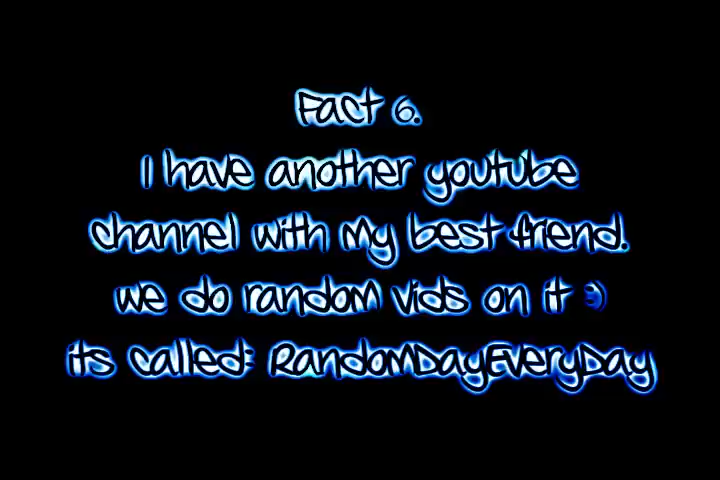 Fact 6.
I have another youtube
channel with my best friend.
we do random vids on it :)
its called: RandomDayEveryDay